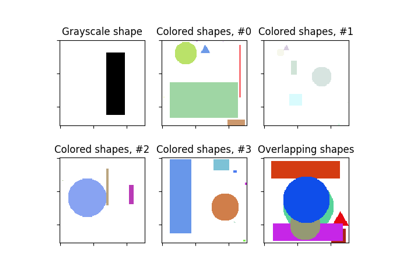 Grayscale shape
Colored shapes, #0
Colored shapes, #1
Colored shapes, #2
Colored shapes, #3
Overlapping shapes